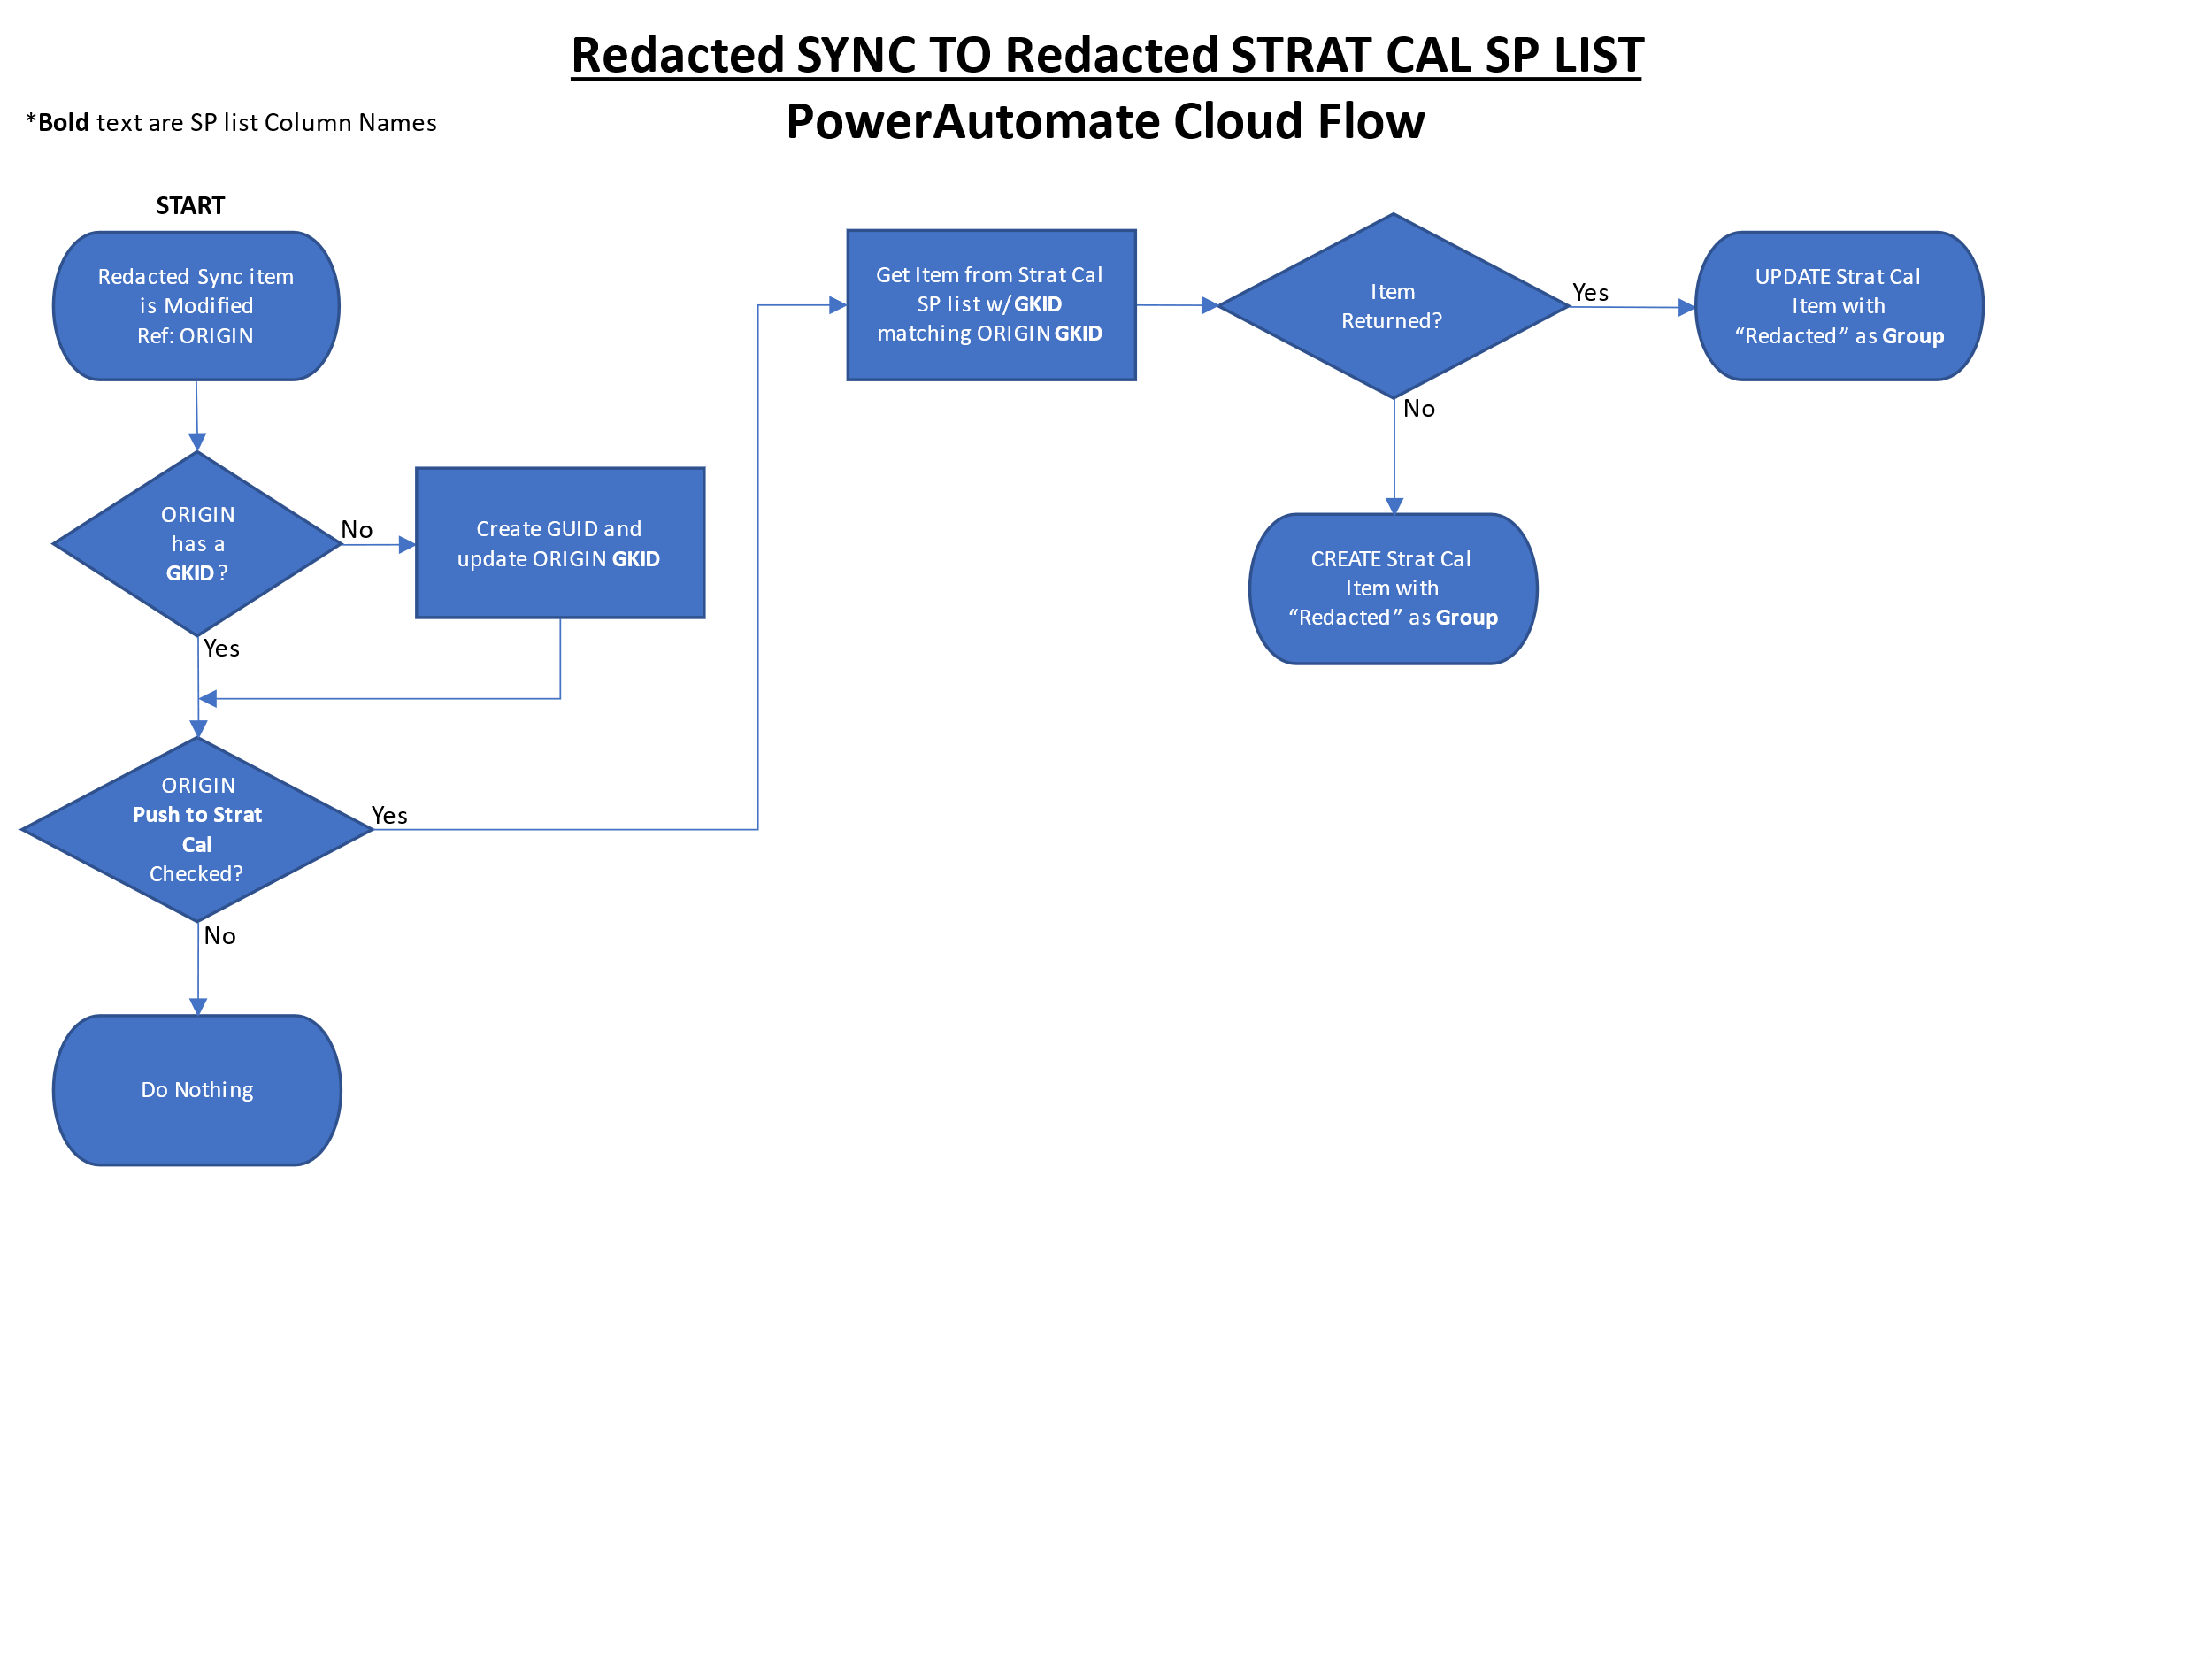 Redacted SYNC TO Redacted STRAT CAL SP LIST
PowerAutomate Cloud Flow
*Bold text are SP list Column Names
START
Redacted Sync item
is Modified
Ref: ORIGIN
ORIGIN
has a
GKID?
No
Create GUID and
update ORIGIN GKID
Yes
ORIGIN
Push to Strat
Cal
Checked?
Yes
No
Do Nothing
Get Item from Strat Cal
SP list w/GKID
matching ORIGIN GKID
Item
Returned?
Yes
UPDATE Strat Cal
Item with
“Redacted” as Group
No
CREATE Strat Cal
Item with
“Redacted” as Group